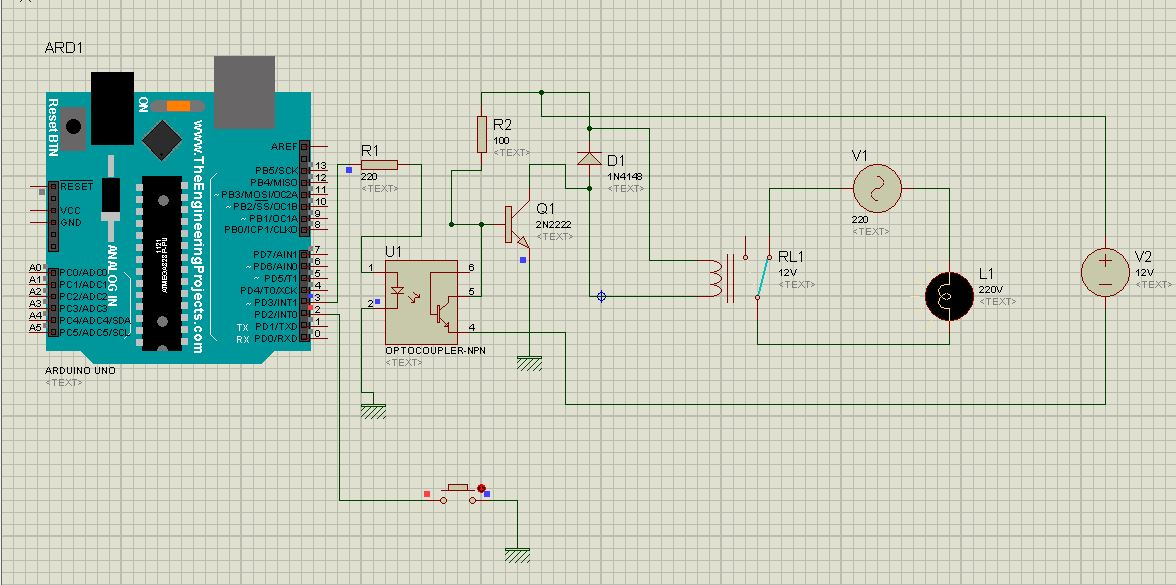 ARD1
ON
Reset BTN
www.TheEngineeringProjects.com
ANALOG IN
RESET
VCC
GND
A0 PC0/ADC0
A1 PC1/ADC1
A2 PC2/ADC2
A3 PC3/ADC3
A4 PC4/ADC4/SDA
A5 PC5/ADC5/SCL
AREF
PB5/SCK 13
PB4/MISO 12
~ PB3/MOSI/OC2A 11
~ PB2/SS/OC1B 10
~ PB1/OC1A 9
PB0/ICP1/CLKO 8
PD7/AIN1 7
~ PD6/AIN0 6
~ PD5/T1 5
PD4/T0/XCK 4
~ PD3/INT1 3
PD2/INT0 2
TX PD1/TXD 1
RX PD0/RXD 0
ARDUINO UNO
<TEXT>
R1
220
<TEXT>
R2
100
<TEXT>
D1
1N4148
<TEXT>
Q1
2N2222
<TEXT>
U1
1
2
6
5
4
OPTOCOUPLER-NPN
<TEXT>
RL1
12V
<TEXT>
V1
220
<TEXT>
L1
220V
<TEXT>
V2
12V
<TEXT>